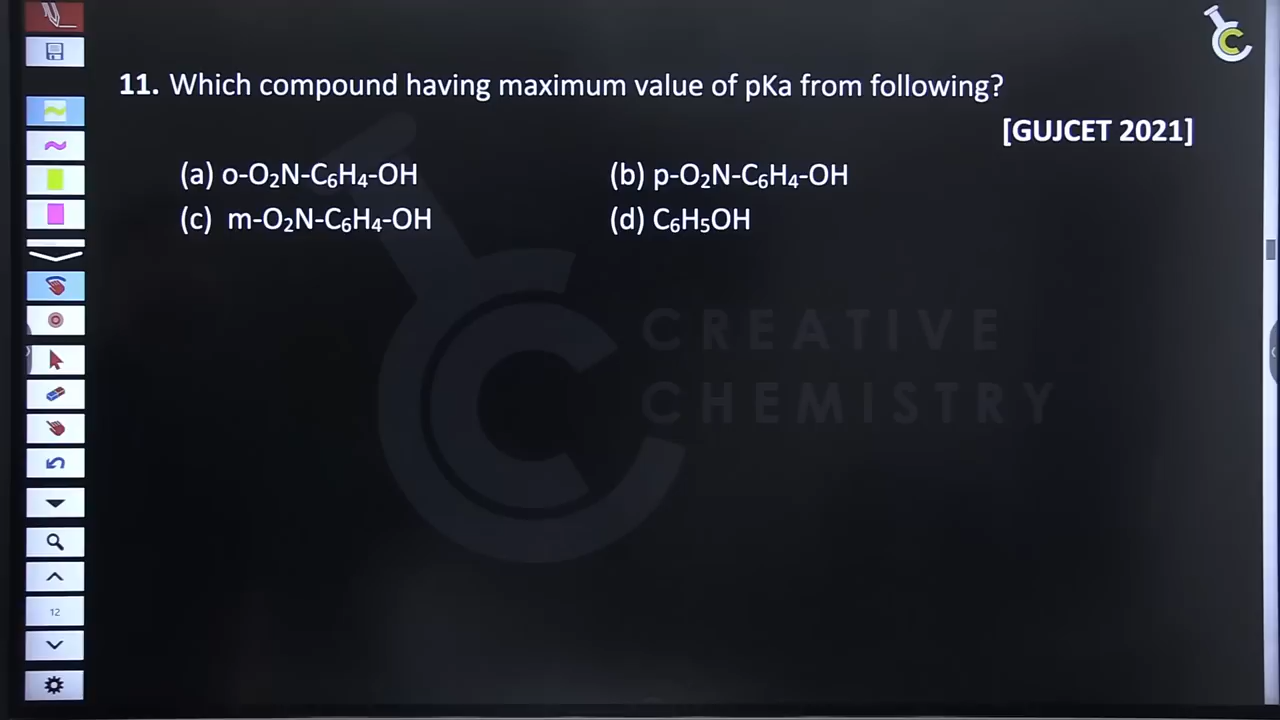 11. Which compound having maximum value of pKa from following?
[GUJCET 2021]
(a) o-O₂N-C₆H₄-OH (b) p-O₂N-C₆H₄-OH
(c) m-O₂N-C₆H₄-OH (d) C₆H₅OH
CREATIVE
CHEMISTRY
12